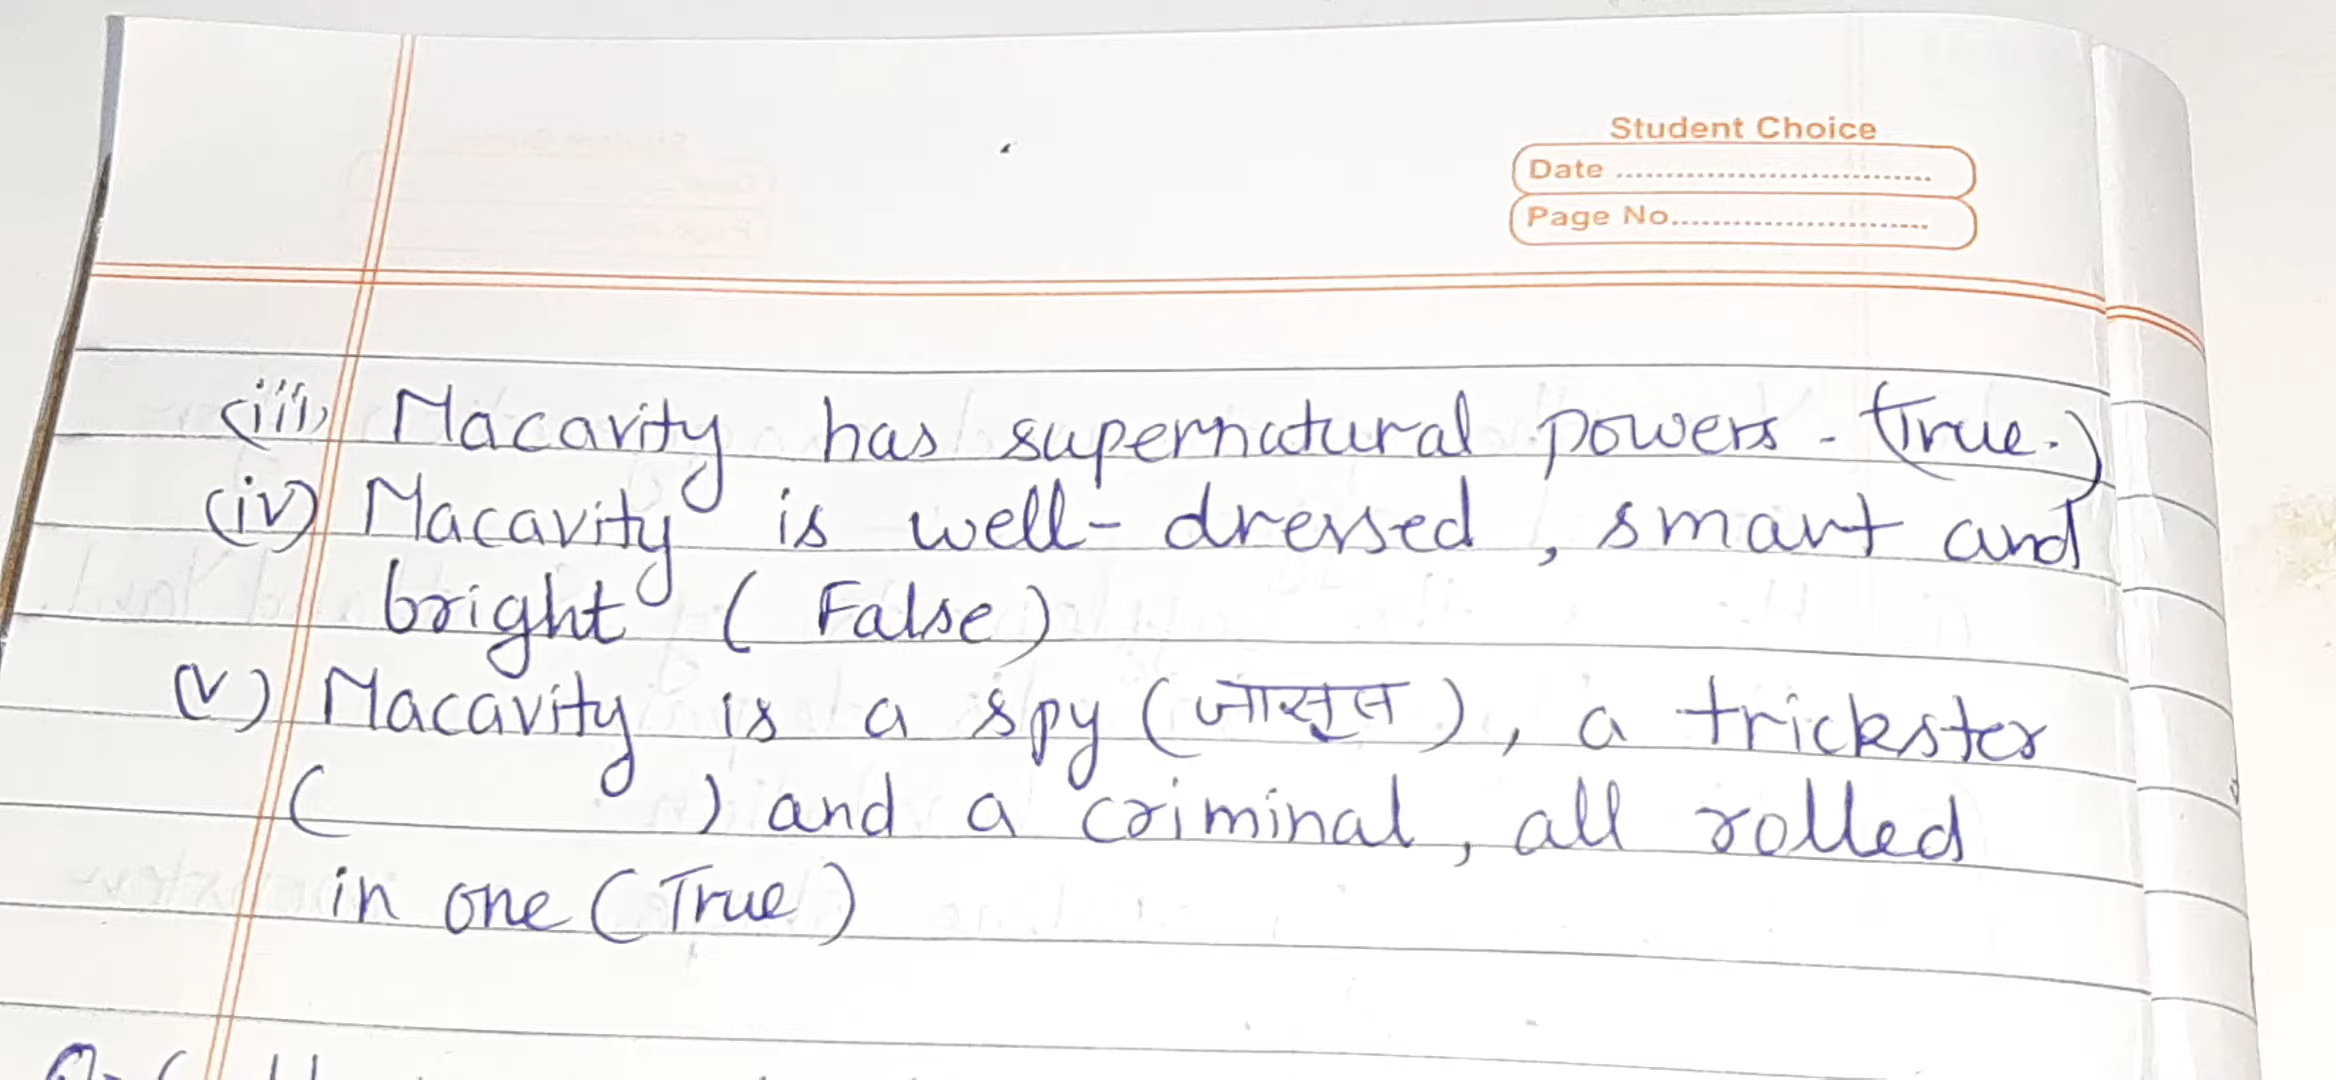 Student Choice
Date
Page No.
(iii) Macavity has supernatural powers. (True.)
(iv) Macavity is well-dressed, smart and
bright (False)
(v) Macavity is a spy (जासूस), a trickster
( ) and a criminal, all rolled
in one (True)